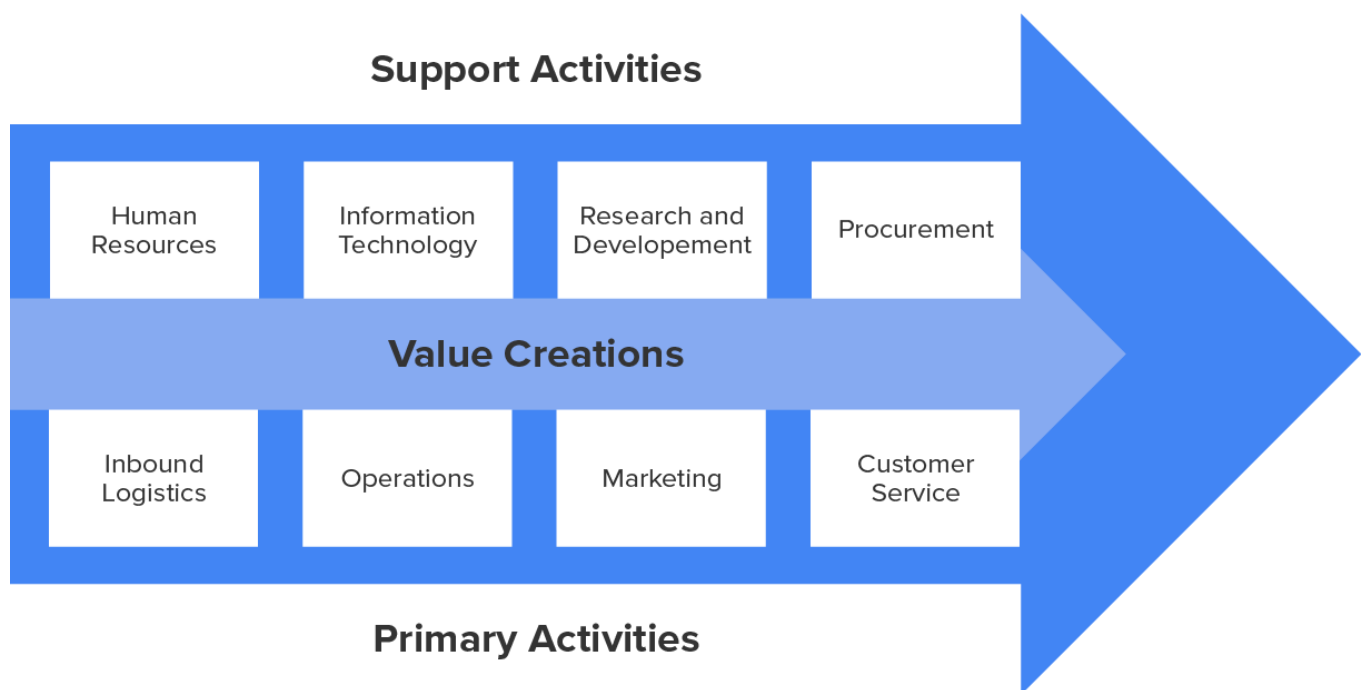 Support Activities
Human
Resources
Information
Technology
Research and
Developement
Procurement
Value Creations
Inbound
Logistics
Operations
Marketing
Customer
Service
Primary Activities